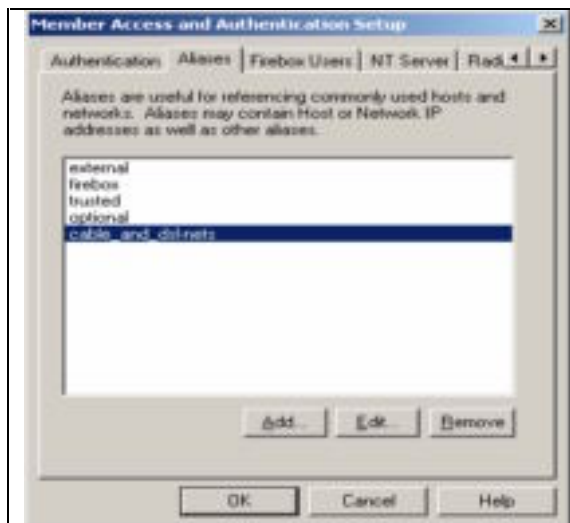 Member Access and Authentication Setup
Authentication Aliases Firebox Users NT Server Radi
Aliases are useful for referencing commonly used hosts and
networks. Aliases may contain Host or Network IP
addresses as well as other aliases.
external
firebox
trusted
optional
cable_and_dsl-nets
Add... Edit... Remove
OK Cancel Help